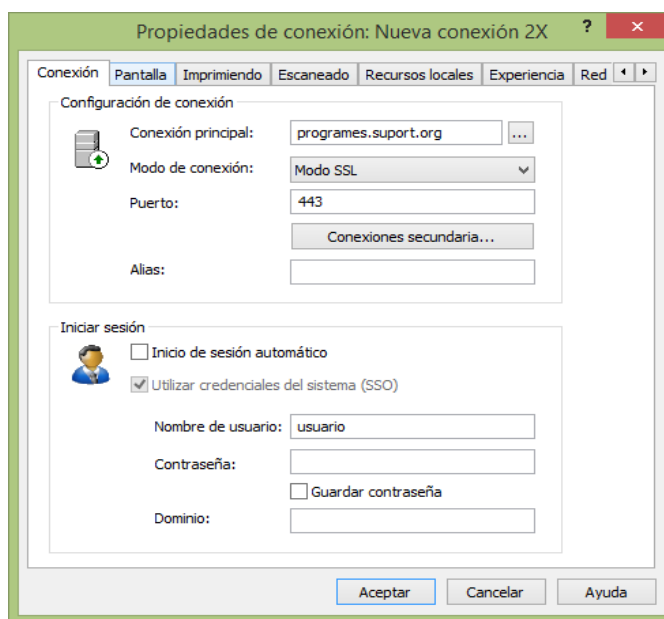 Propiedades de conexión: Nueva conexión 2X ? ×
Conexión Pantalla Imprimiendo Escaneado Recursos locales Experiencia Red
Configuración de conexión
Conexión principal: programes.suport.org ...
Modo de conexión: Modo SSL
Puerto: 443
Conexiones secundaria...
Alias:
Iniciar sesión
Inicio de sesión automático
Utilizar credenciales del sistema (SSO)
Nombre de usuario: usuario
Contraseña:
Guardar contraseña
Dominio:
Aceptar Cancelar Ayuda